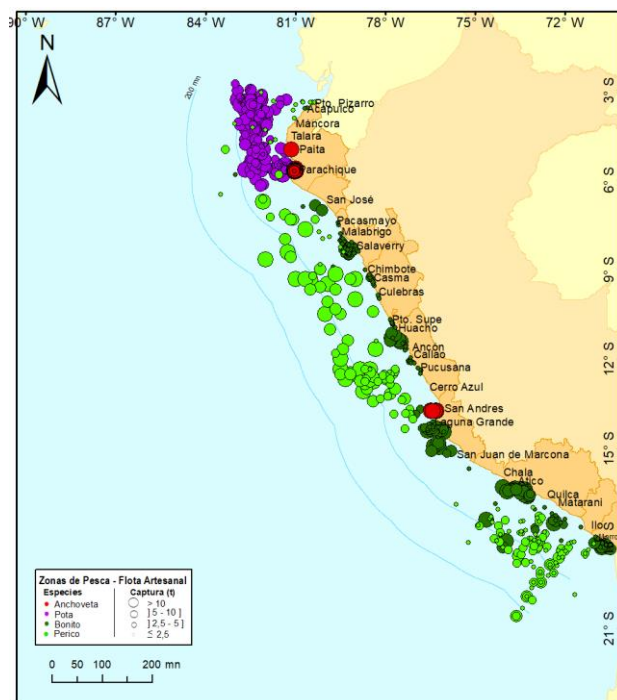 90° W 87° W 84° W 81° W 78° W 75° W 72° W
N
3° S
200 mn
Pto. Pizarro
Acapulco
Máncora
Talara
Paita
Parachique
6° S
San José
Pacasmayo
Malabrigo
Salaverry
9° S
Chimbote
Casma
Culebras
Pto. Supe
Huacho
Ancón
12° S
Callao
Pucusana
Cerro Azul
San Andres
Laguna Grande
15° S
San Juan de Marcona
Chala
Atico
Quilca
Matarani
Ilo
18° S
21° S
Zonas de Pesca - Flota Artesanal
Especies Captura (t)
Anchoveta > 10
Pota ] 5 - 10 ]
Bonito ] 2,5 - 5 ]
Perico ≤ 2,5
0 50 100 200 mn